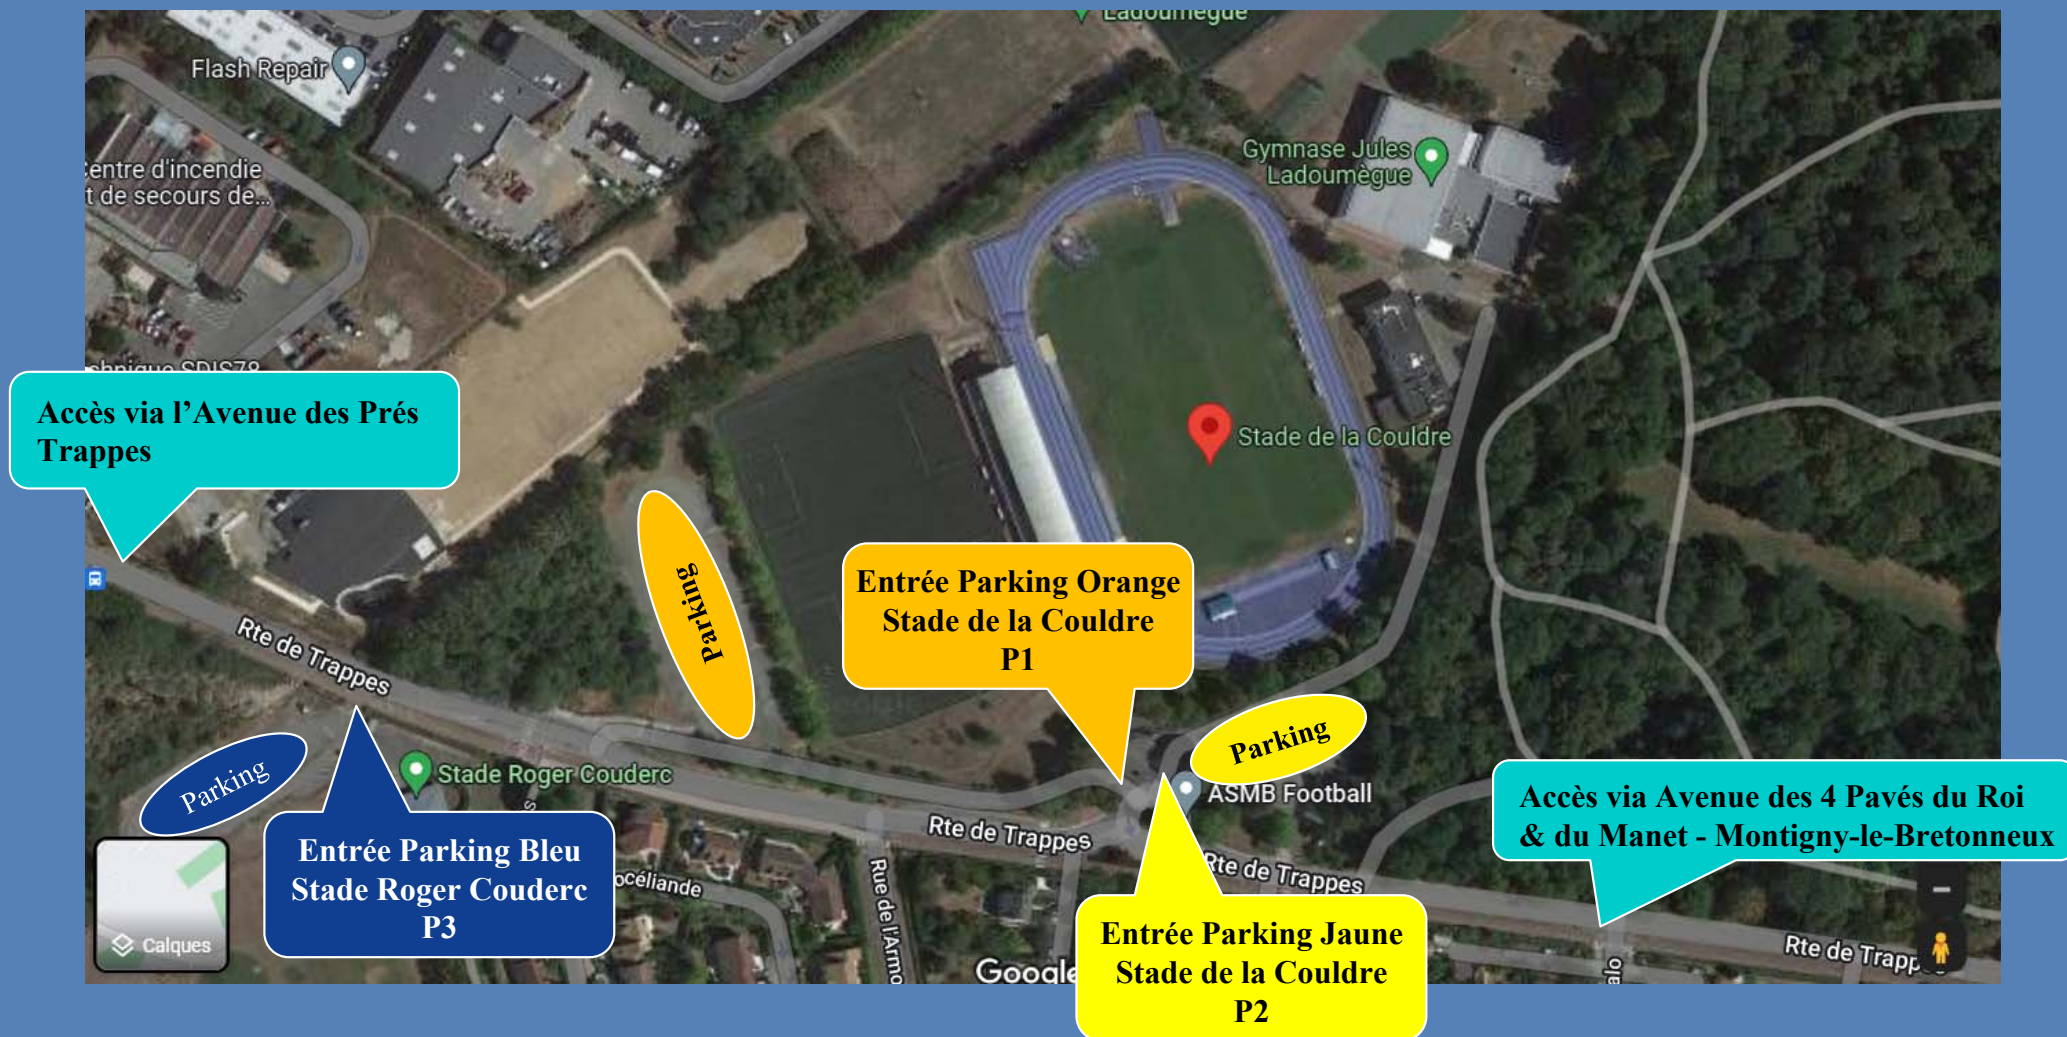 Ladoumègue
Flash Repair
Gymnase Jules
Ladoumègue
Centre d'incendie
t de secours de...
SDIS78
Accès via l'Avenue des Prés
Trappes
Stade de la Couldre
Parking
Entrée Parking Orange
Stade de la Couldre
P1
Rte de Trappes
Parking
Parking
Stade Roger Couderc
ASMB Football
Accès via Avenue des 4 Pavés du Roi
& du Manet - Montigny-le-Bretonneux
Rte de Trappes
Entrée Parking Bleu
Stade Roger Couderc
P3
océliande
Rue de l'Armo
Rte de Trappes
Entrée Parking Jaune
Stade de la Couldre
P2
Calques
Google
Rte de Trapp
alo